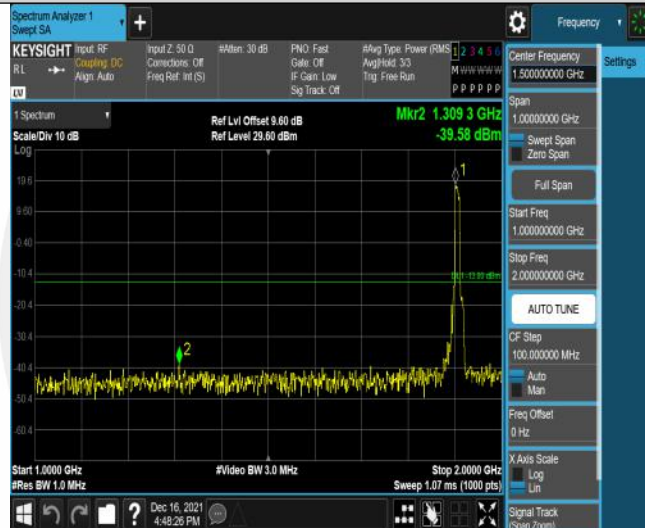 Spectrum Analyzer 1
Swept SA
+
Frequency
KEYSIGHT Input: RF Input Z: 50 Ω #Atten: 30 dB PNO: Fast #Avg Type: Power (RMS 1 2 3 4 5 6
RL Coupling: DC Corrections: Off Gate: Off Avg|Hold: 3/3 M W W W W W
Align: Auto Freq Ref: Int (S) IF Gain: Low Trig: Free Run
LXI Sig Track: Off P P P P P P
1 Spectrum Ref Lvl Offset 9.60 dB Mkr2 1.309 3 GHz
Scale/Div 10 dB Ref Level 29.60 dBm -39.58 dBm
Log
1
19.6
9.60
-0.40
-10.4
DL1 -13.00 dBm
-20.4
-30.4
2
-40.4
-50.4
-60.4
Start 1.0000 GHz #Video BW 3.0 MHz Stop 2.0000 GHz
#Res BW 1.0 MHz Sweep 1.07 ms (1000 pts)
? Dec 16, 2021
4:48:26 PM
Center Frequency
1.500000000 GHz
Settings
Span
1.00000000 GHz
Swept Span
Zero Span
Full Span
Start Freq
1.000000000 GHz
Stop Freq
2.000000000 GHz
AUTO TUNE
CF Step
100.000000 MHz
Auto
Man
Freq Offset
0 Hz
X Axis Scale
Log
Lin
Signal Track
(Span Zoom)